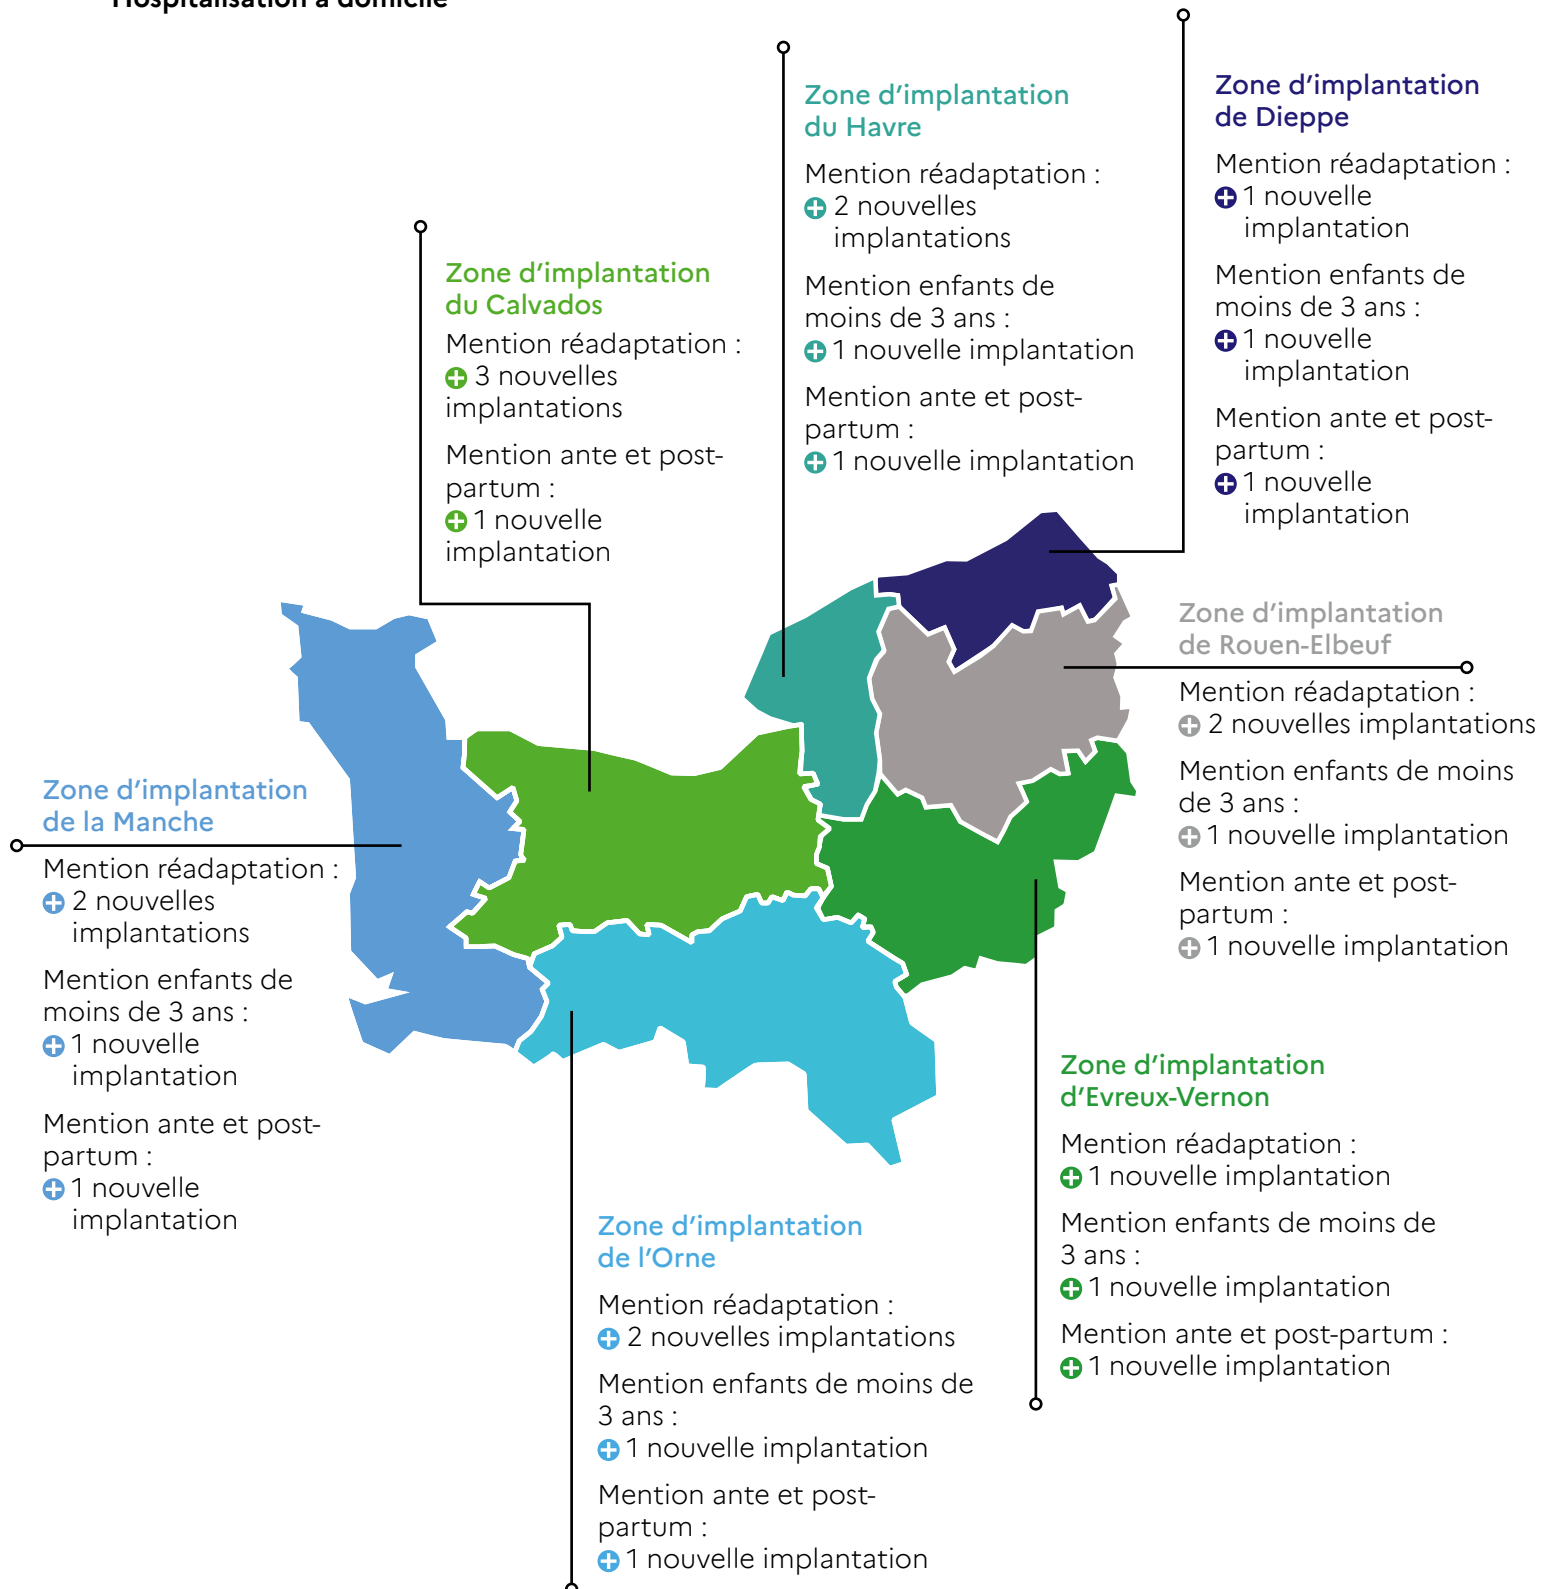 Hospitalisation à domicile
Zone d'implantation
du Havre
Mention réadaptation :
2 nouvelles
implantations
Mention enfants de
moins de 3 ans :
1 nouvelle implantation
Mention ante et post-
partum :
1 nouvelle implantation
Zone d'implantation
de Dieppe
Mention réadaptation :
1 nouvelle
implantation
Mention enfants de
moins de 3 ans :
1 nouvelle
implantation
Mention ante et post-
partum :
1 nouvelle
implantation
Zone d'implantation
du Calvados
Mention réadaptation :
3 nouvelles
implantations
Mention ante et post-
partum :
1 nouvelle
implantation
Zone d'implantation
de Rouen-Elbeuf
Mention réadaptation :
2 nouvelles implantations
Mention enfants de moins
de 3 ans :
1 nouvelle implantation
Mention ante et post-
partum :
1 nouvelle implantation
Zone d'implantation
de la Manche
Mention réadaptation :
2 nouvelles
implantations
Mention enfants de
moins de 3 ans :
1 nouvelle
implantation
Mention ante et post-
partum :
1 nouvelle
implantation
Zone d'implantation
d'Evreux-Vernon
Mention réadaptation :
1 nouvelle implantation
Mention enfants de moins de
3 ans :
1 nouvelle implantation
Mention ante et post-partum :
1 nouvelle implantation
Zone d'implantation
de l'Orne
Mention réadaptation :
2 nouvelles implantations
Mention enfants de moins de
3 ans :
1 nouvelle implantation
Mention ante et post-
partum :
1 nouvelle implantation